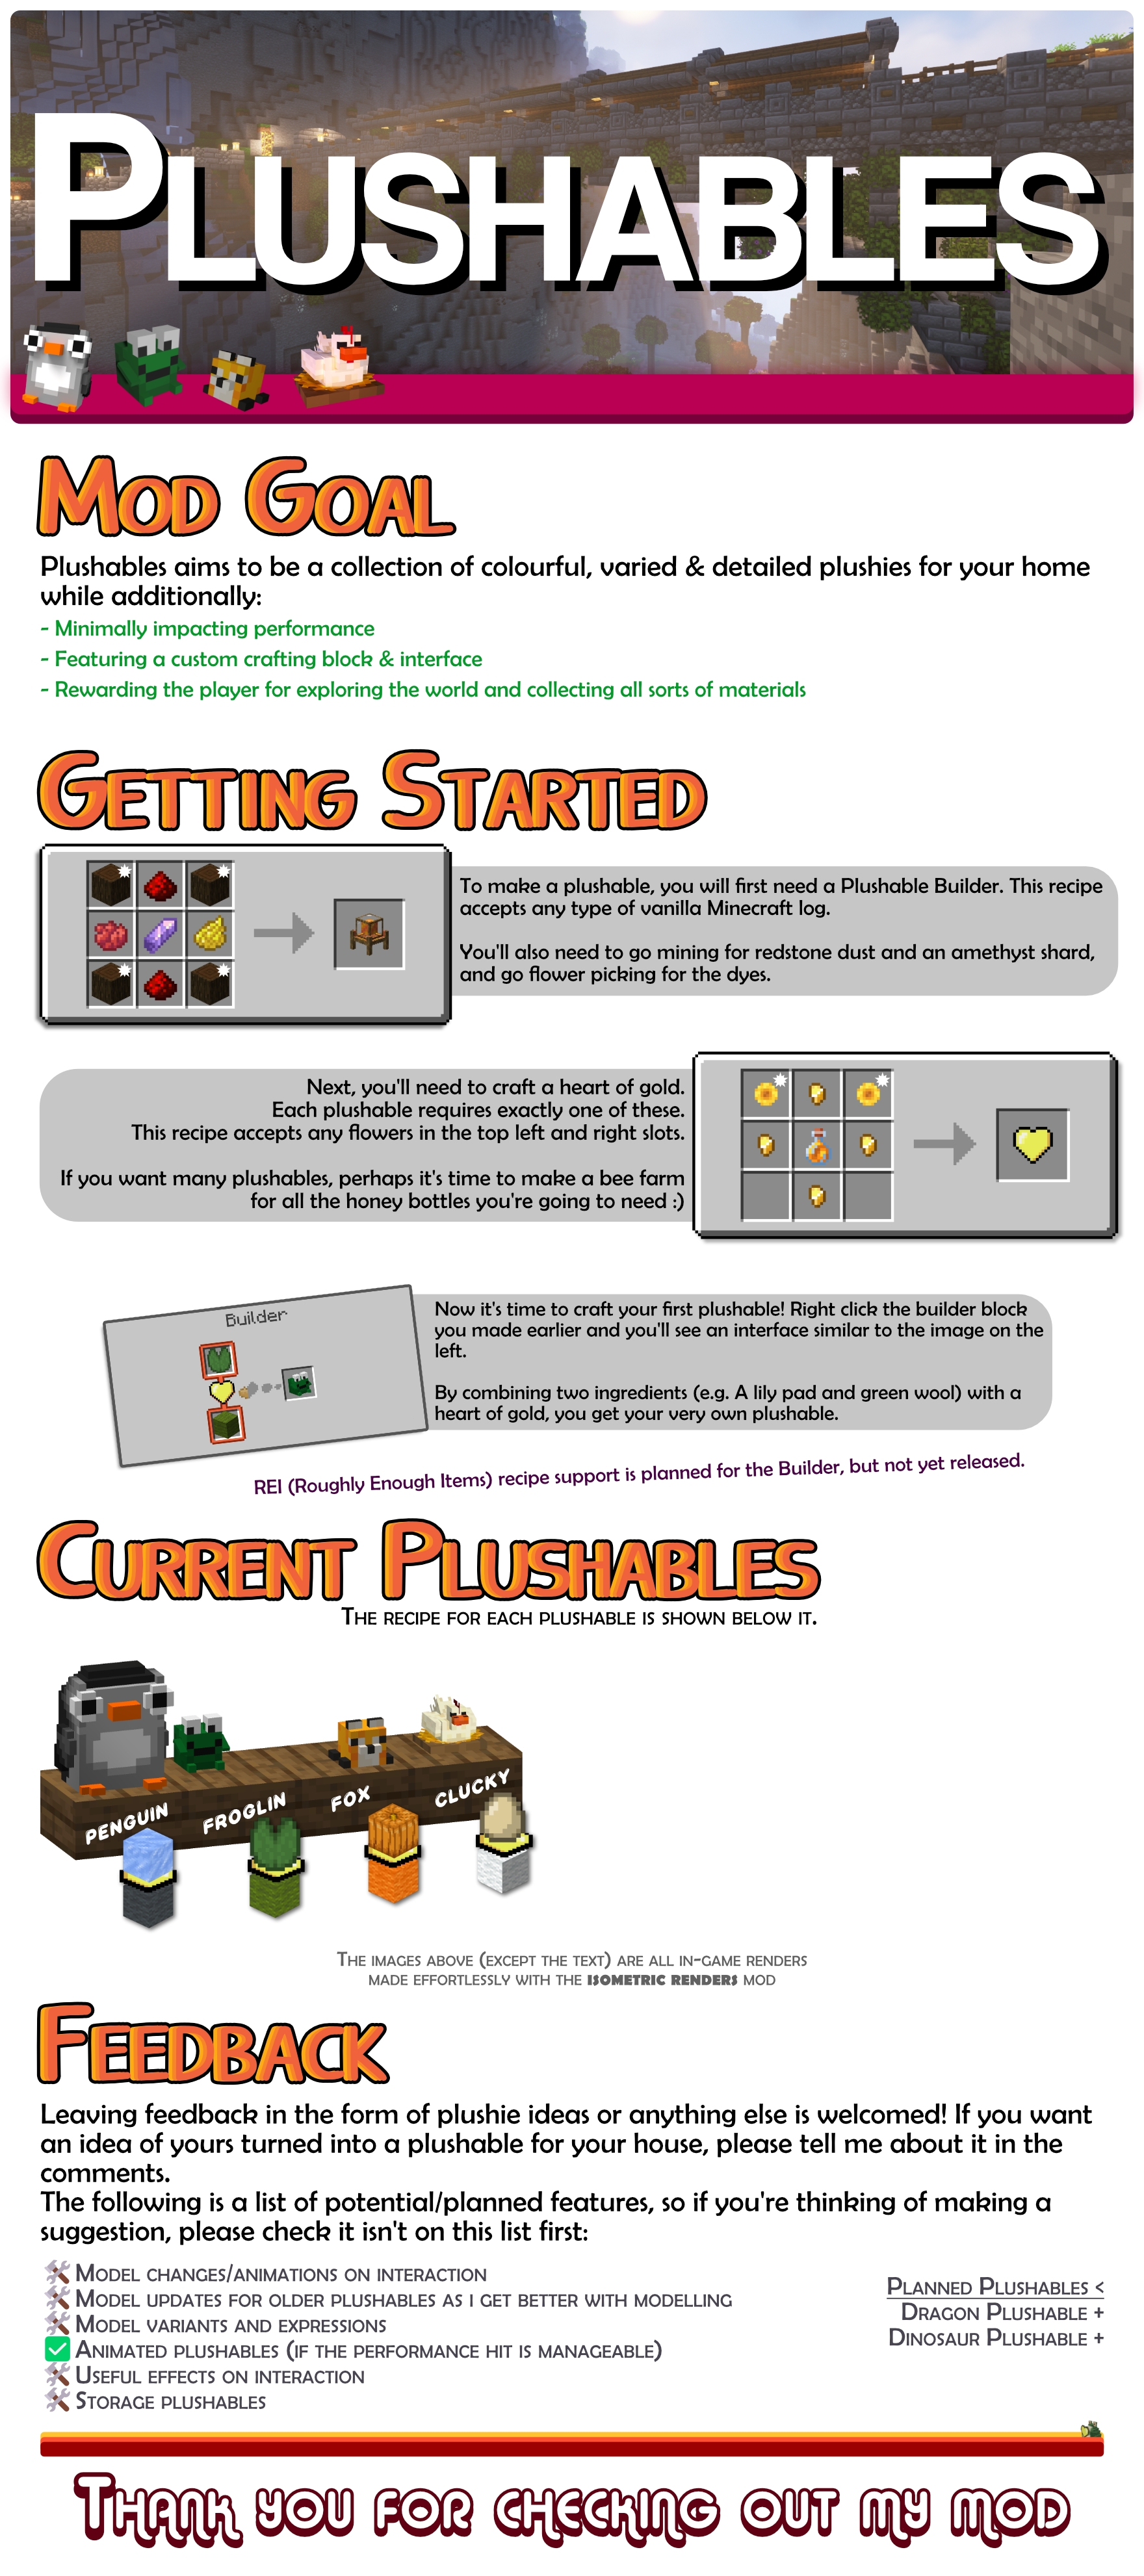 PLUSHABLES
MOD GOAL
Plushables aims to be a collection of colourful, varied & detailed plushies for your home
while additionally:
- Minimally impacting performance
- Featuring a custom crafting block & interface
- Rewarding the player for exploring the world and collecting all sorts of materials
GETTING STARTED
To make a plushable, you will first need a Plushable Builder. This recipe
accepts any type of vanilla Minecraft log.
You'll also need to go mining for redstone dust and an amethyst shard,
and go flower picking for the dyes.
Next, you'll need to craft a heart of gold.
Each plushable requires exactly one of these.
This recipe accepts any flowers in the top left and right slots.
If you want many plushables, perhaps it's time to make a bee farm
for all the honey bottles you're going to need :)
Builder
Now it's time to craft your first plushable! Right click the builder block
you made earlier and you'll see an interface similar to the image on the
left.
By combining two ingredients (e.g. A lily pad and green wool) with a
heart of gold, you get your very own plushable.
REI (Roughly Enough Items) recipe support is planned for the Builder, but not yet released.
CURRENT PLUSHABLES
THE RECIPE FOR EACH PLUSHABLE IS SHOWN BELOW IT.
PENGUIN
FROGLIN
FOX
CLUCKY
THE IMAGES ABOVE (EXCEPT THE TEXT) ARE ALL IN-GAME RENDERS
MADE EFFORTLESSLY WITH THE ISOMETRIC RENDERS MOD
FEEDBACK
Leaving feedback in the form of plushie ideas or anything else is welcomed! If you want
an idea of yours turned into a plushable for your house, please tell me about it in the
comments.
The following is a list of potential/planned features, so if you're thinking of making a
suggestion, please check it isn't on this list first:
MODEL CHANGES/ANIMATIONS ON INTERACTION
MODEL UPDATES FOR OLDER PLUSHABLES AS I GET BETTER WITH MODELLING
MODEL VARIANTS AND EXPRESSIONS
ANIMATED PLUSHABLES (IF THE PERFORMANCE HIT IS MANAGEABLE)
USEFUL EFFECTS ON INTERACTION
STORAGE PLUSHABLES
PLANNED PLUSHABLES <
DRAGON PLUSHABLE +
DINOSAUR PLUSHABLE +
THANK YOU FOR CHECKING OUT MY MOD